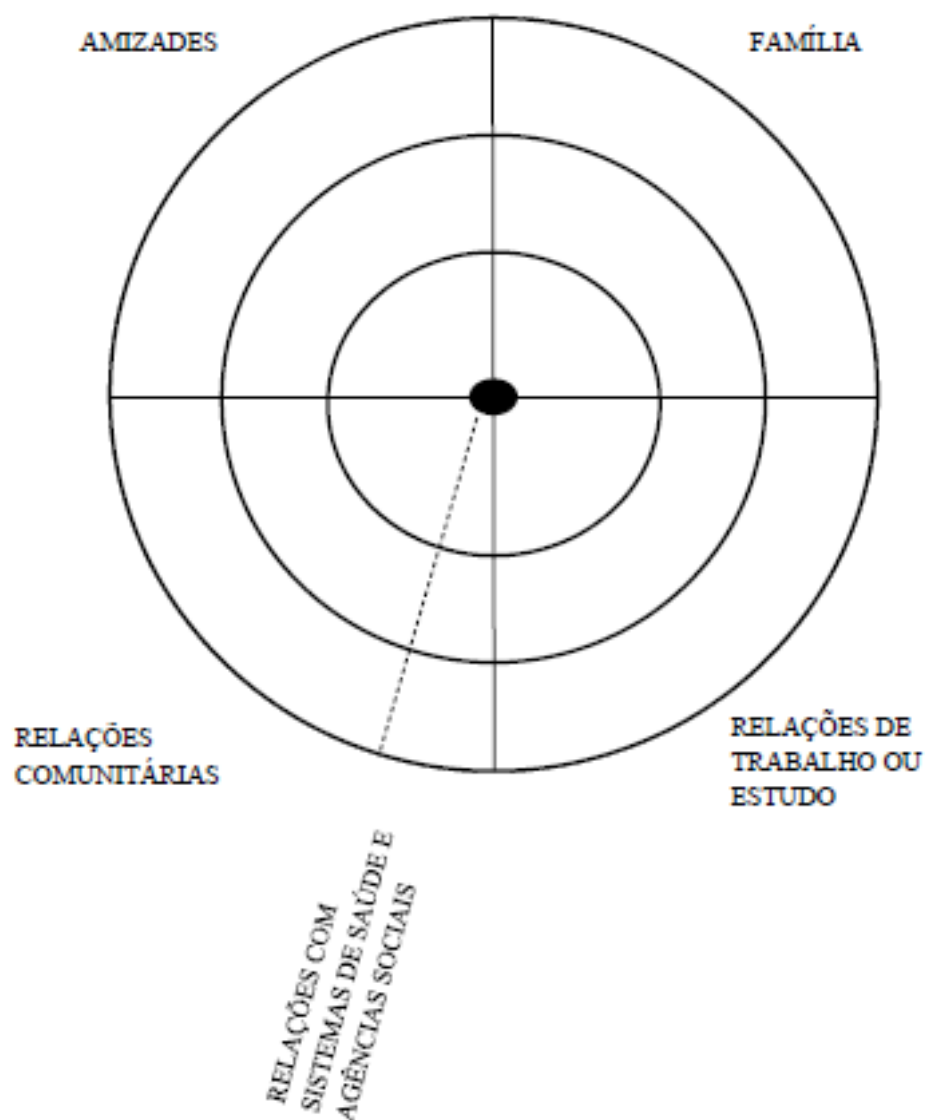 AMIZADES
FAMÍLIA
RELAÇÕES
COMUNITÁRIAS
RELAÇÕES DE
TRABALHO OU
ESTUDO
RELAÇÕES COM
SISTEMAS DE SAÚDE E
AGÊNCIAS SOCIAIS